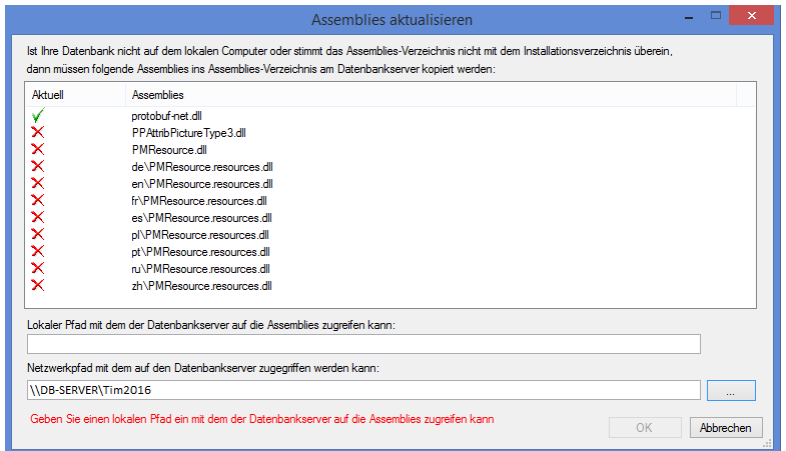 Assemblies aktualisieren
Ist Ihre Datenbank nicht auf dem lokalen Computer oder stimmt das Assemblies-Verzeichnis nicht mit dem Installationsverzeichnis überein,
dann müssen folgende Assemblies ins Assemblies-Verzeichnis am Datenbankserver kopiert werden:
Aktuell Assemblies
protobuf-net.dll
PPAttribPictureType3.dll
PMResource.dll
de\PMResource.resources.dll
en\PMResource.resources.dll
fr\PMResource.resources.dll
es\PMResource.resources.dll
pl\PMResource.resources.dll
pt\PMResource.resources.dll
ru\PMResource.resources.dll
zh\PMResource.resources.dll
Lokaler Pfad mit dem der Datenbankserver auf die Assemblies zugreifen kann:
Netzwerkpfad mit dem auf den Datenbankserver zugegriffen werden kann:
\\DB-SERVER\Tim2016 ...
Geben Sie einen lokalen Pfad ein mit dem der Datenbankserver auf die Assemblies zugreifen kann
OK Abbrechen